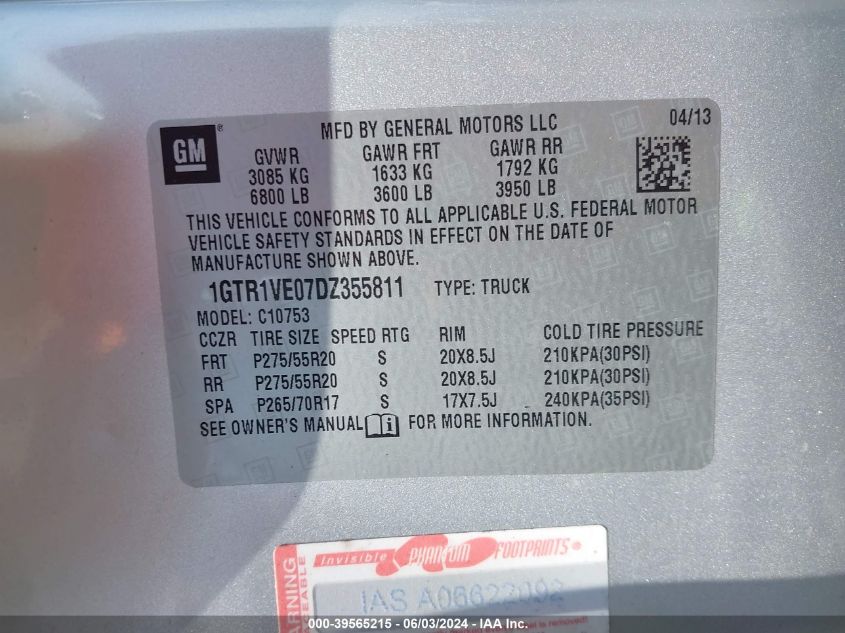 GM ®
MFD BY GENERAL MOTORS LLC 04/13
GVWR GAWR FRT GAWR RR
3085 KG 1633 KG 1792 KG
6800 LB 3600 LB 3950 LB
THIS VEHICLE CONFORMS TO ALL APPLICABLE U.S. FEDERAL MOTOR
VEHICLE SAFETY STANDARDS IN EFFECT ON THE DATE OF
MANUFACTURE SHOWN ABOVE.
1GTR1VE07DZ355811 TYPE: TRUCK
MODEL: C10753
CCZR TIRE SIZE SPEED RTG RIM COLD TIRE PRESSURE
FRT P275/55R20 S 20X8.5J 210KPA(30PSI)
RR P275/55R20 S 20X8.5J 210KPA(30PSI)
SPA P265/70R17 S 17X7.5J 240KPA(35PSI)
SEE OWNER'S MANUAL i FOR MORE INFORMATION.
Invisible PHANTOM FOOTPRINTS
IAS A06622092
000-39565215 - 06/03/2024 - IAA Inc.